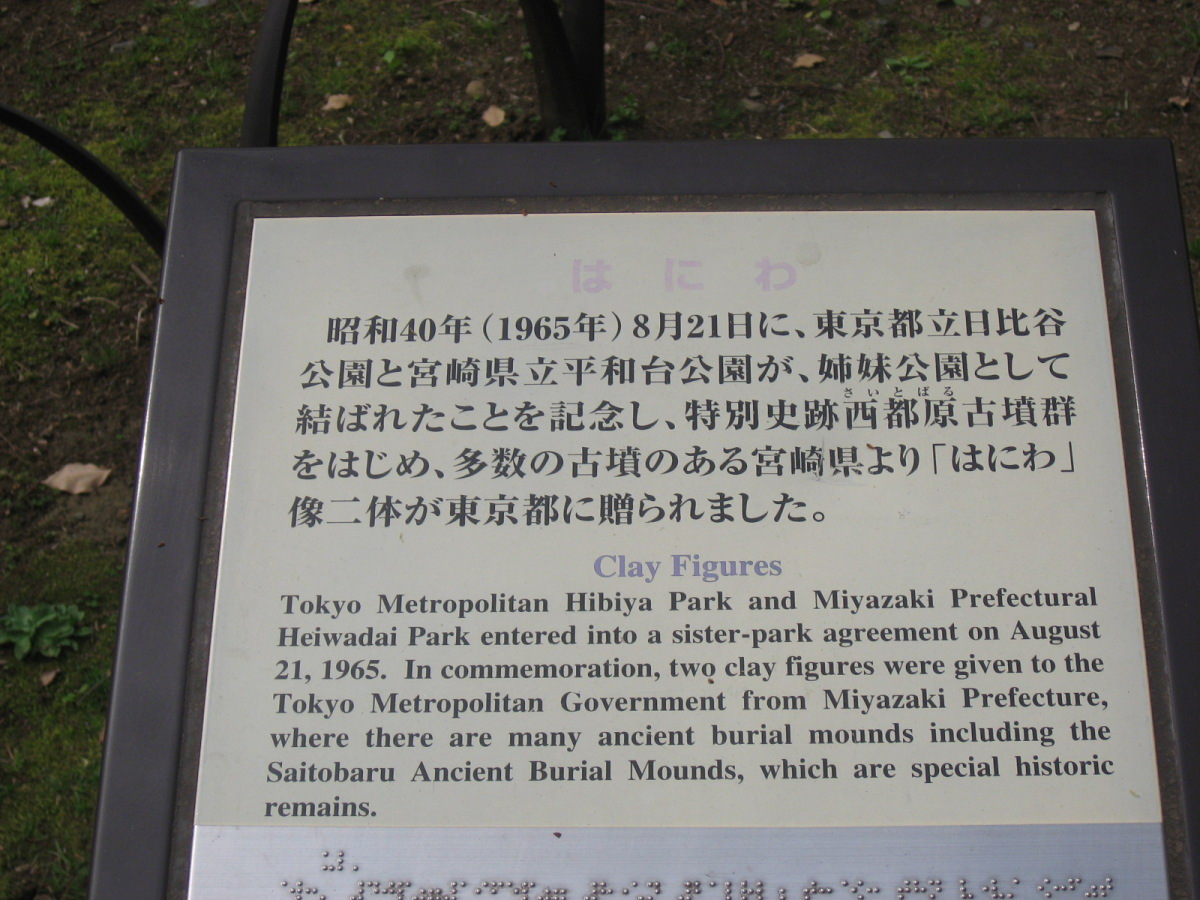 はにわ
昭和40年(1965年)8月21日に、東京都立日比谷
公園と宮崎県立平和台公園が、姉妹公園として
さいとばる
結ばれたことを記念し、特別史跡西都原古墳群
をはじめ、多数の古墳のある宮崎県より「はにわ」
像二体が東京都に贈られました。
Clay Figures
Tokyo Metropolitan Hibiya Park and Miyazaki Prefectural
Heiwadai Park entered into a sister-park agreement on August
21, 1965. In commemoration, two clay figures were given to the
Tokyo Metropolitan Government from Miyazaki Prefecture,
where there are many ancient burial mounds including the
Saitobaru Ancient Burial Mounds, which are special historic
remains.